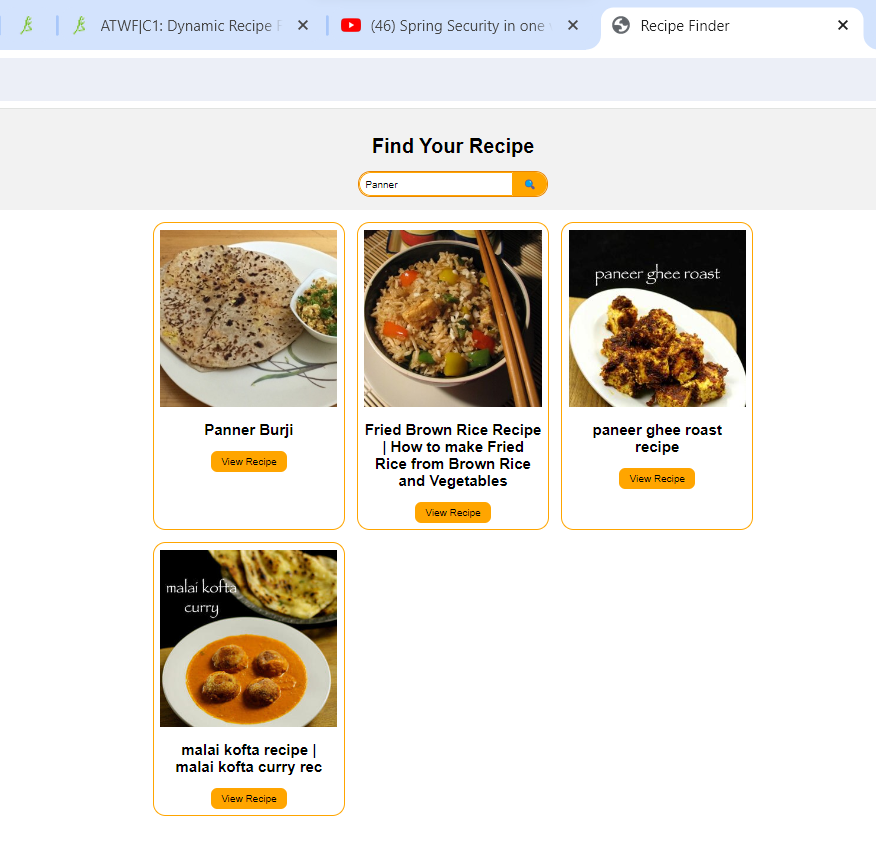 ATWF|C1: Dynamic Recipe F
(46) Spring Security in one
Recipe Finder
Find Your Recipe
Panner
paneer ghee roast
Panner Burji
View Recipe
Fried Brown Rice Recipe
| How to make Fried
Rice from Brown Rice
and Vegetables
View Recipe
paneer ghee roast
recipe
View Recipe
malai kofta
curry
malai kofta recipe |
malai kofta curry rec
View Recipe